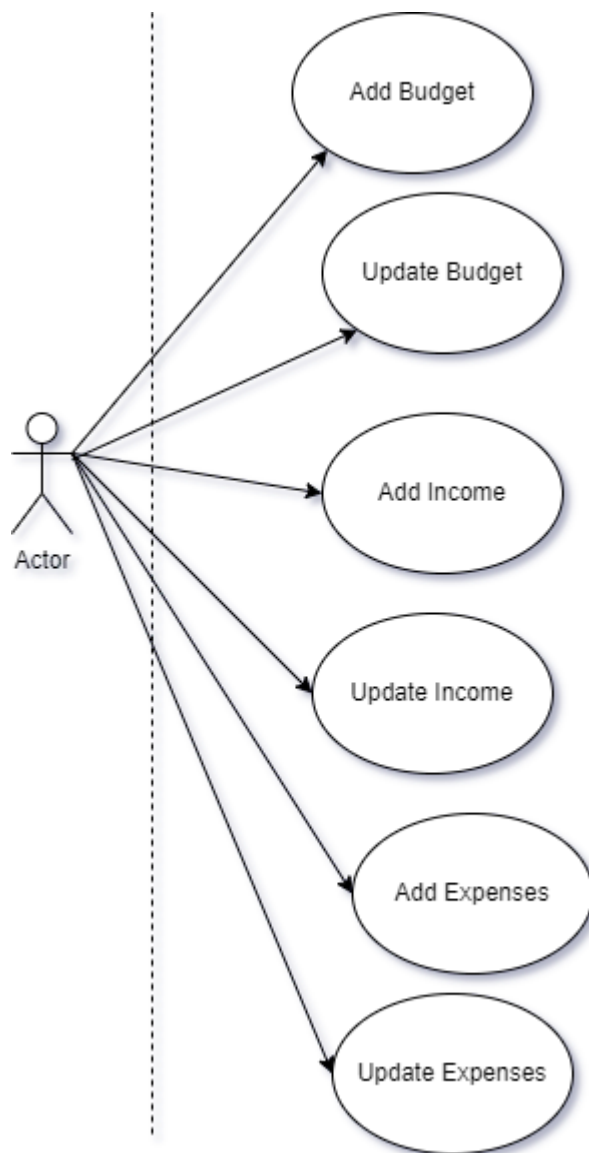 Add Budget
Update Budget
Add Income
Actor
Update Income
Add Expenses
Update Expenses